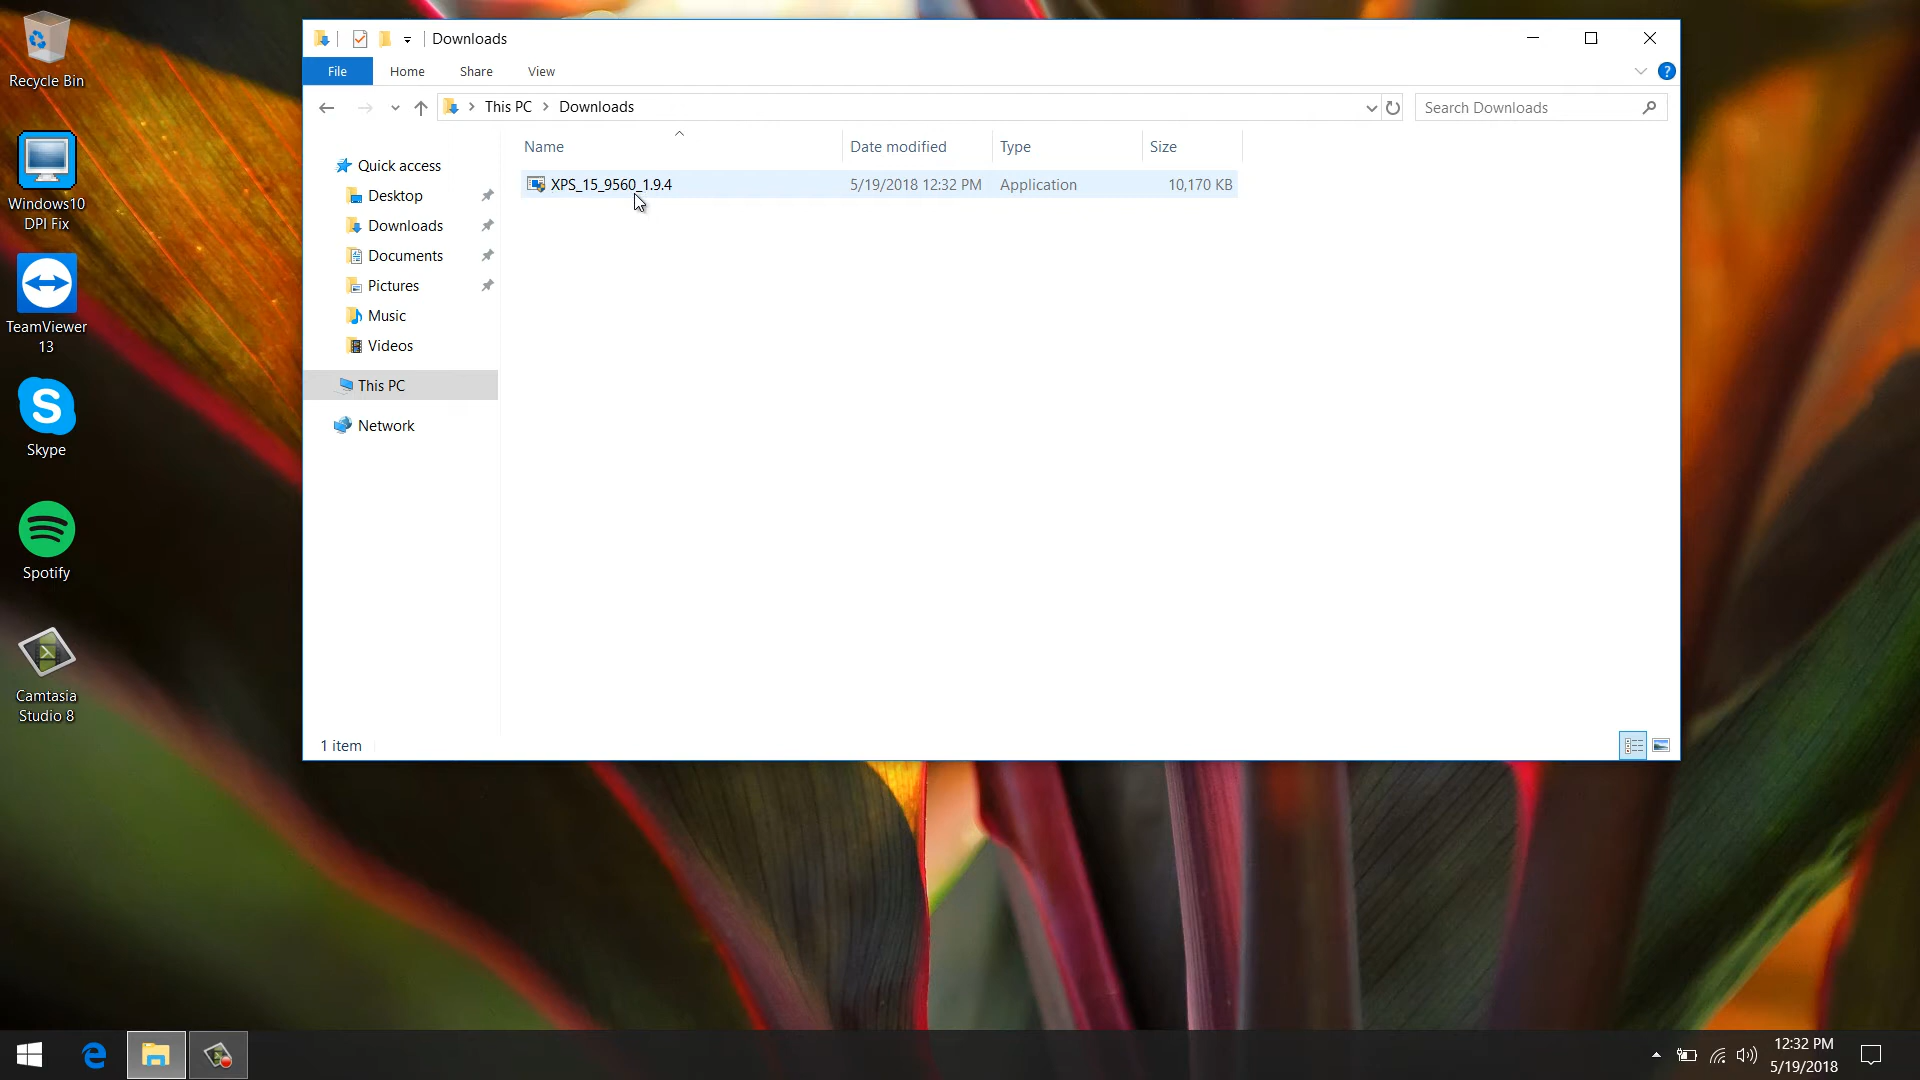 Recycle Bin
Windows10
DPI Fix
TeamViewer
13
Skype
Spotify
Camtasia
Studio 8
Downloads
File Home Share View
This PC Downloads
Search Downloads
Name Date modified Type Size
XPS_15_9560_1.9.4 5/19/2018 12:32 PM Application 10,170 KB
Quick access
Desktop
Downloads
Documents
Pictures
Music
Videos
This PC
Network
1 item
12:32 PM
5/19/2018